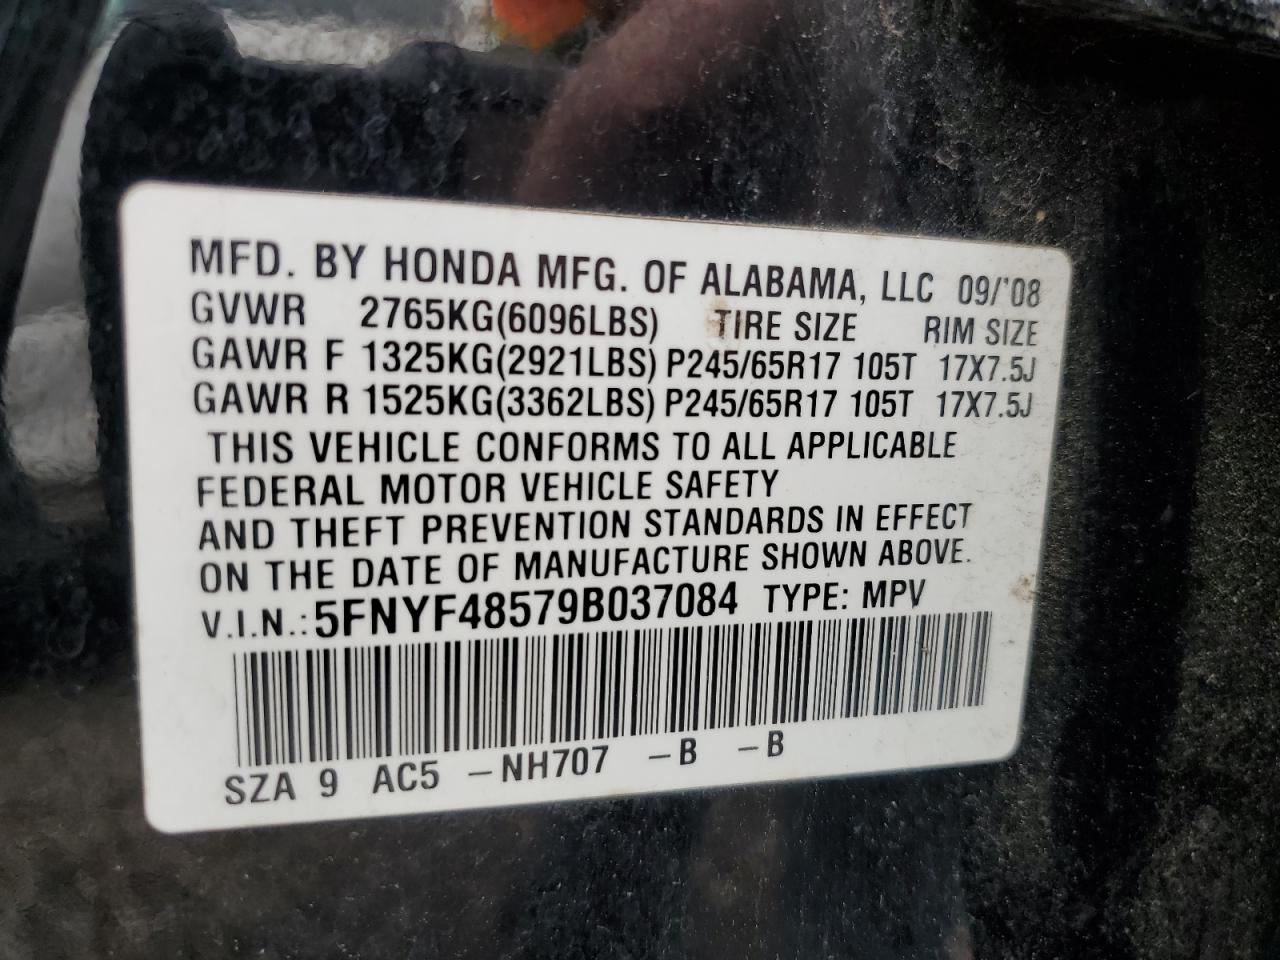 MFD. BY HONDA MFG. OF ALABAMA, LLC 09/'08
GVWR 2765KG(6096LBS) TIRE SIZE RIM SIZE
GAWR F 1325KG(2921LBS) P245/65R17 105T 17X7.5J
GAWR R 1525KG(3362LBS) P245/65R17 105T 17X7.5J
THIS VEHICLE CONFORMS TO ALL APPLICABLE
FEDERAL MOTOR VEHICLE SAFETY
AND THEFT PREVENTION STANDARDS IN EFFECT
ON THE DATE OF MANUFACTURE SHOWN ABOVE.
V.I.N.: 5FNYF48579B037084 TYPE: MPV
SZA 9 AC5 –NH707 –B –B